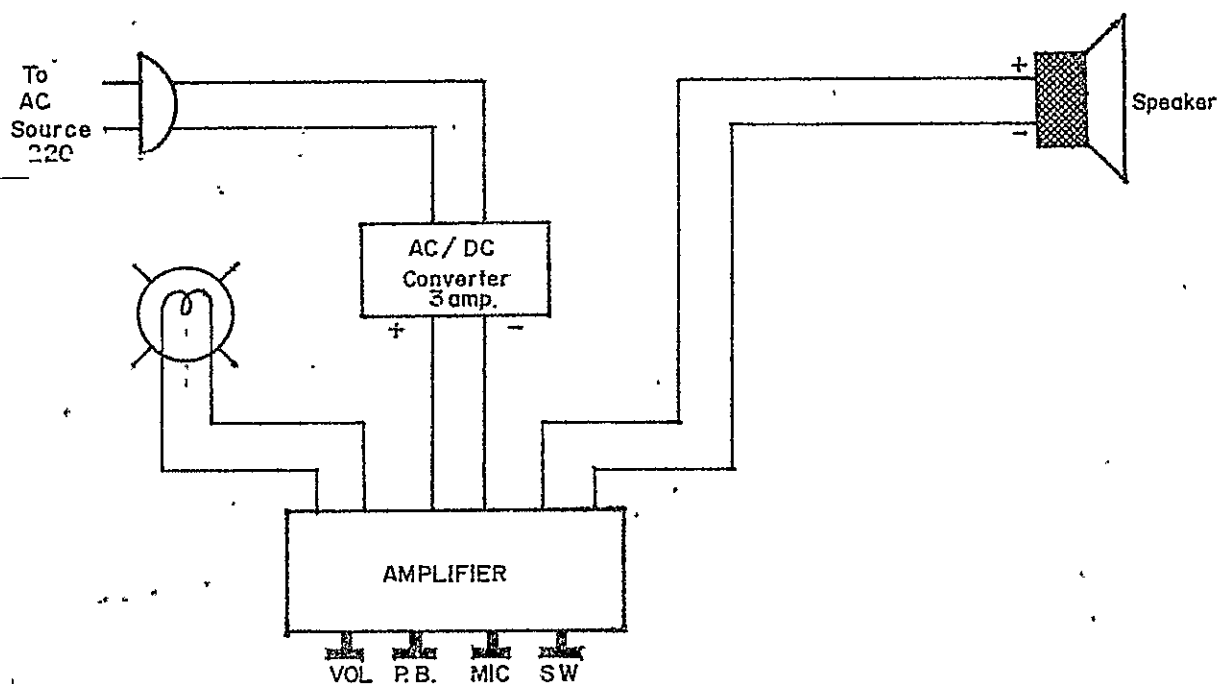 To
AC
Source
220
+
-
Speaker
AC/DC
Converter
3 amp.
+
-
AMPLIFIER
VOL
P.B.
MIC
SW